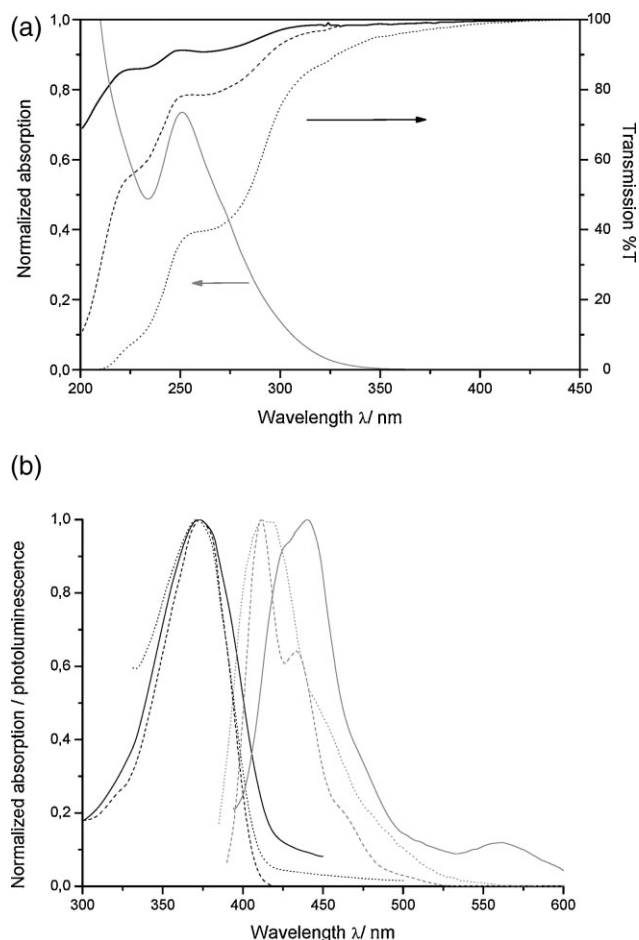 (a)
1,0
0,8
0,6
0,4
0,2
0,0
Normalized absorption
100
80
60
40
20
0
Transmission %T
200 250 300 350 400 450
Wavelength λ/ nm
(b)
1,0
0,8
0,6
0,4
0,2
0,0
Normalized absorption / photoluminescence
300 350 400 450 500 550 600
Wavelength λ/ nm